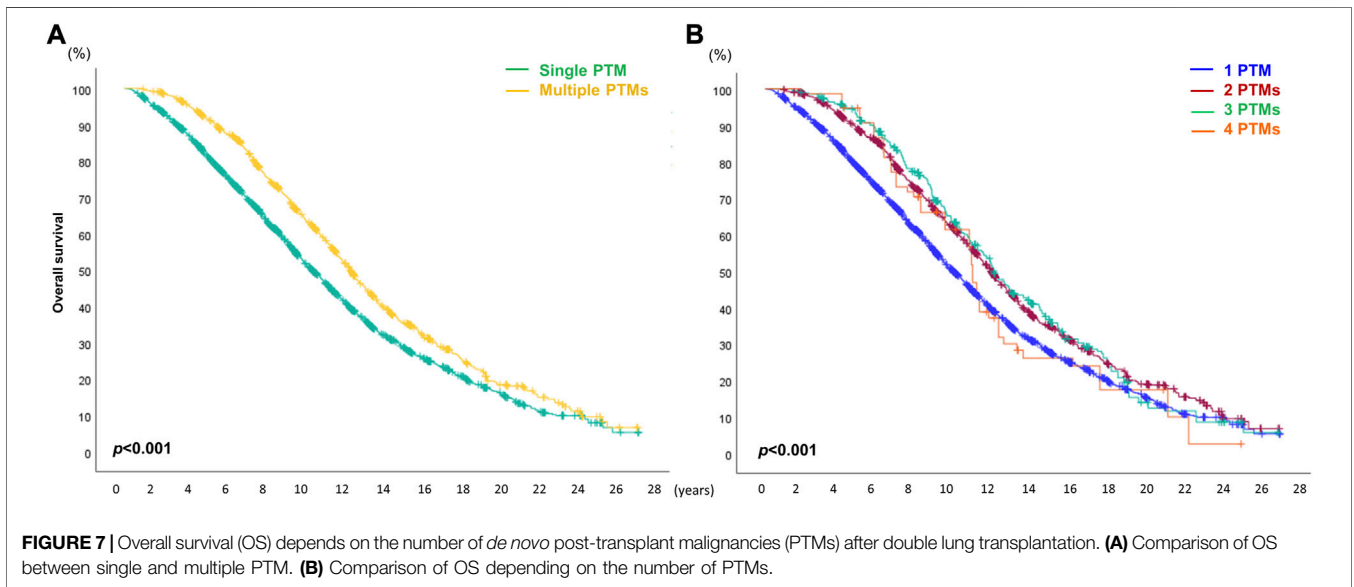 A
(%)
Single PTM
Multiple PTMs
100
90
80
70
60
50
40
30
20
10
0
Overall survival
p<0.001
0 2 4 6 8 10 12 14 16 18 20 22 24 26 28 (years)
B
(%)
1 PTM
2 PTMs
3 PTMs
4 PTMs
100
90
80
70
60
50
40
30
20
10
0
p<0.001
0 2 4 6 8 10 12 14 16 18 20 22 24 26 28
FIGURE 7 | Overall survival (OS) depends on the number of de novo post-transplant malignancies (PTMs) after double lung transplantation. (A) Comparison of OS
between single and multiple PTM. (B) Comparison of OS depending on the number of PTMs.